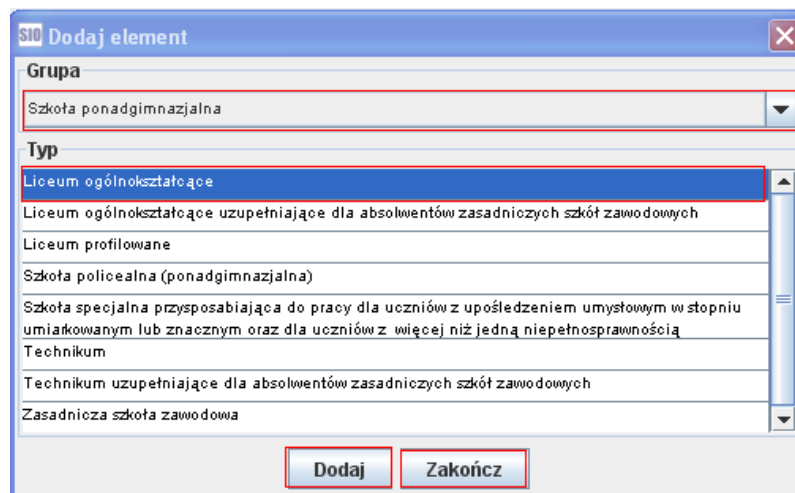 SIO Dodaj element
Grupa
Szkoła ponadgimnazjalna
Typ
Liceum ogólnokształcące
Liceum ogólnokształcące uzupełniające dla absolwentów zasadniczych szkół zawodowych
Liceum profilowane
Szkoła policealna (ponadgimnazjalna)
Szkoła specjalna przysposabiająca do pracy dla uczniów z upośledzeniem umysłowym w stopniu
umiarkowanym lub znacznym oraz dla uczniów z więcej niż jedną niepełnosprawnością
Technikum
Technikum uzupełniające dla absolwentów zasadniczych szkół zawodowych
Zasadnicza szkoła zawodowa
Dodaj Zakończ